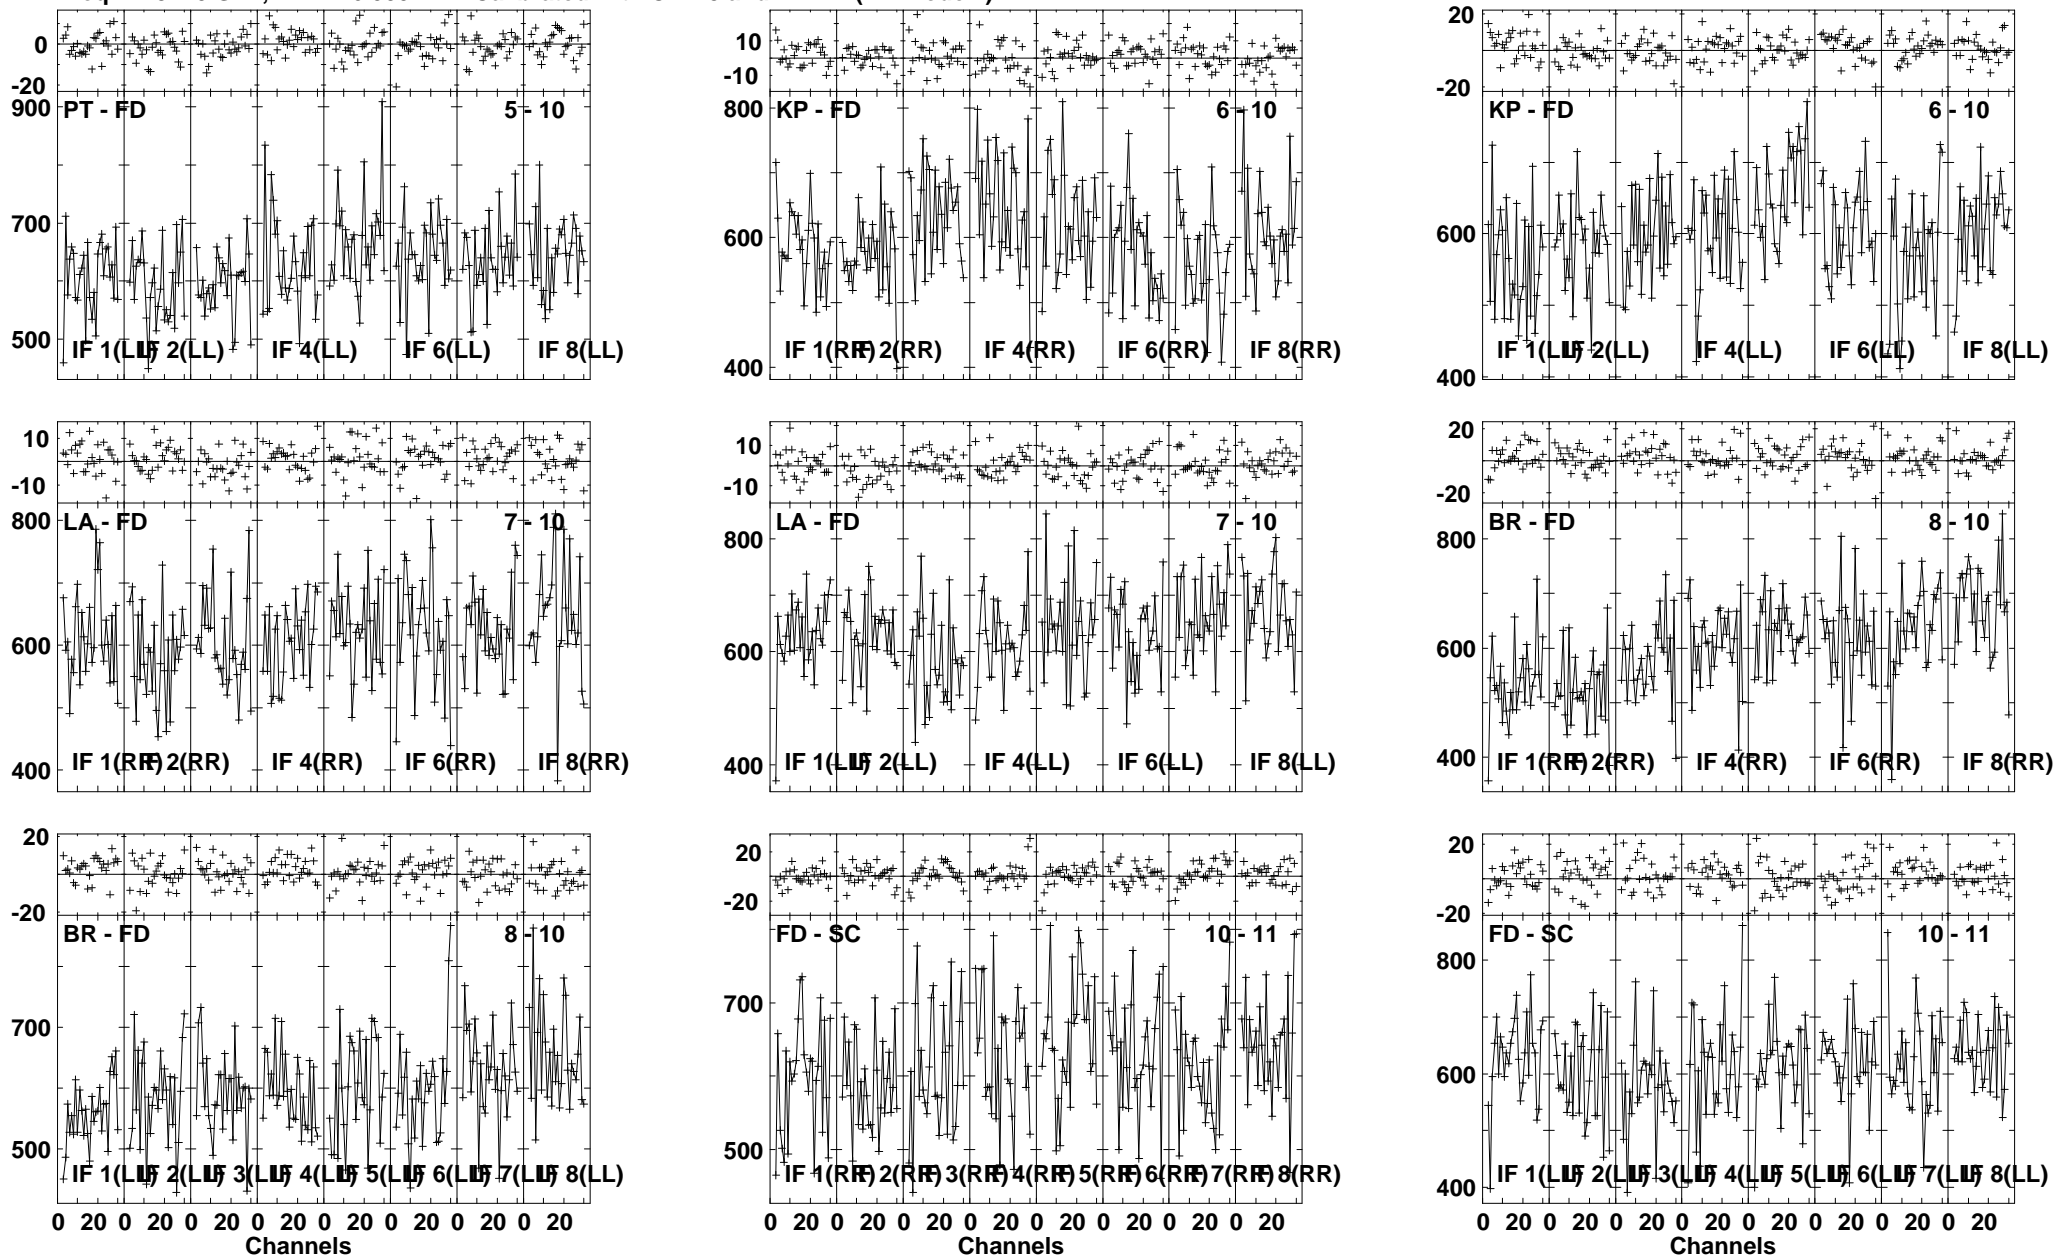 0
-20
900
700
500
PT - FD 5 - 10
IF 1(LL) IF 2(LL) IF 4(LL) IF 6(LL) IF 8(LL)
10
-10
800
600
400
KP - FD 6 - 10
IF 1(RR) IF 2(RR) IF 4(RR) IF 6(RR) IF 8(RR)
20
-20
600
400
KP - FD 6 - 10
IF 1(LL) IF 2(LL) IF 4(LL) IF 6(LL) IF 8(LL)
10
-10
800
600
400
LA - FD 7 - 10
IF 1(RR) IF 2(RR) IF 4(RR) IF 6(RR) IF 8(RR)
10
-10
800
600
400
LA - FD 7 - 10
IF 1(LL) IF 2(LL) IF 4(LL) IF 6(LL) IF 8(LL)
20
-20
800
600
400
BR - FD 8 - 10
IF 1(RR) IF 2(RR) IF 4(RR) IF 6(RR) IF 8(RR)
20
-20
700
500
BR - FD 8 - 10
IF 1(LL) IF 2(LL) IF 3(LL) IF 4(LL) IF 5(LL) IF 6(LL) IF 7(LL) IF 8(LL)
0 20 0 20 0 20 0 20 0 20 0 20 0 20 0 20
Channels
20
-20
700
500
FD - SC 10 - 11
IF 1(RR) IF 2(RR) IF 3(RR) IF 4(RR) IF 5(RR) IF 6(RR) IF 7(RR) IF 8(RR)
0 20 0 20 0 20 0 20 0 20 0 20 0 20 0 20
Channels
20
-20
800
600
400
FD - SC 10 - 11
IF 1(LL) IF 2(LL) IF 3(LL) IF 4(LL) IF 5(LL) IF 6(LL) IF 7(LL) IF 8(LL)
0 20 0 20 0 20 0 20 0 20 0 20 0 20 0 20
Channels